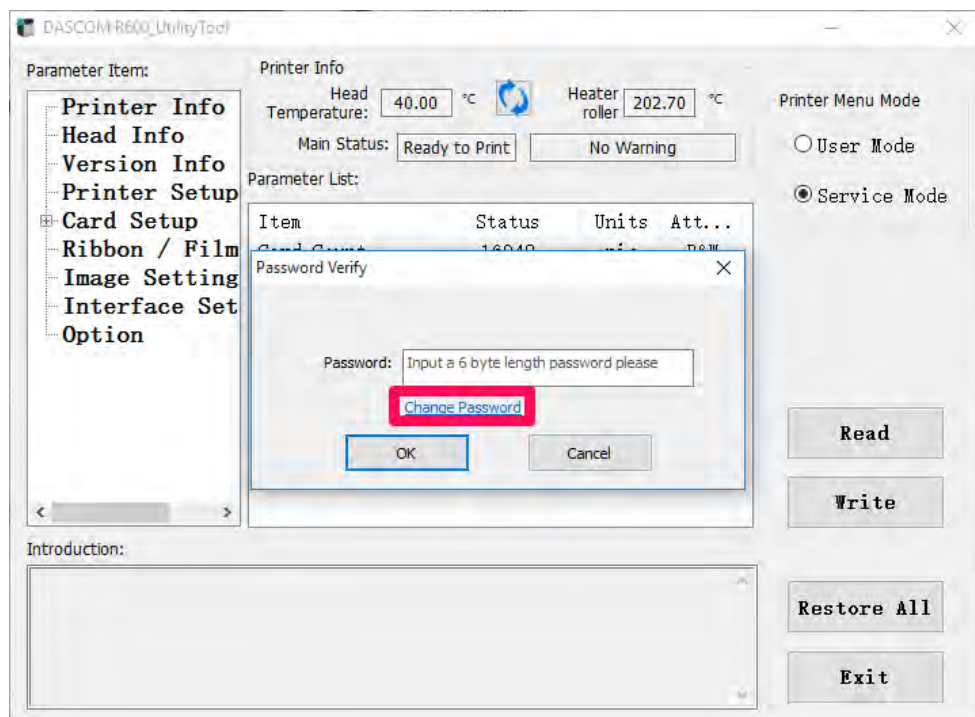 DASCOM-R600_UtilityTool
Parameter Item:
Printer Info
Head Info
Version Info
Printer Setup
Card Setup
Ribbon / Film
Image Setting
Interface Set
Option
Printer Info
Head Temperature: 40.00 °C
Heater roller 202.70 °C
Main Status: Ready to Print No Warning
Parameter List:
Item Status Units Att...
Password Verify
Password: Input a 6 byte length password please
Change Password
OK Cancel
Printer Menu Mode
User Mode
Service Mode
Read
Write
Introduction:
Restore All
Exit